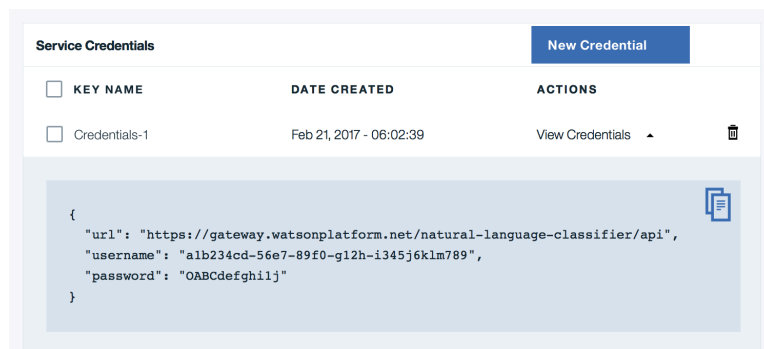 Service Credentials New Credential
KEY NAME DATE CREATED ACTIONS
Credentials-1 Feb 21, 2017 - 06:02:39 View Credentials
{
"url": "https://gateway.watsonplatform.net/natural-language-classifier/api",
"username": "a1b234cd-56e7-89f0-g12h-i345j6klm789",
"password": "OABCdefghi1j"
}